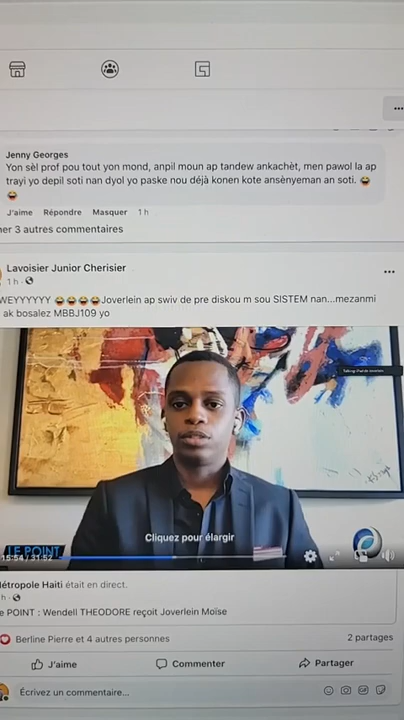 Jenny Georges
Yon sèl prof pou tout yon mond, anpil moun ap tandew ankachèt, men pawol la ap
trayi yo depil soti nan dyol yo paske nou déjà konen kote ansènyeman an soti. 😂
😂
J'aime Répondre Masquer 1 h
er 3 autres commentaires
Lavoisier Junior Cherisier
1 h
WEYYYYYY 😂😂😂😂Joverlein ap swiv de pre diskou m sou SISTEM nan...mezanmi
ak bosalez MBBJ109 yo
Cliquez pour élargir
LE POINT
15:54 / 31:52
étropole Haiti était en direct.
h
e POINT : Wendell THEODORE reçoit Joverlein Moïse
Berline Pierre et 4 autres personnes
2 partages
J'aime
Commenter
Partager
Écrivez un commentaire...
GIF